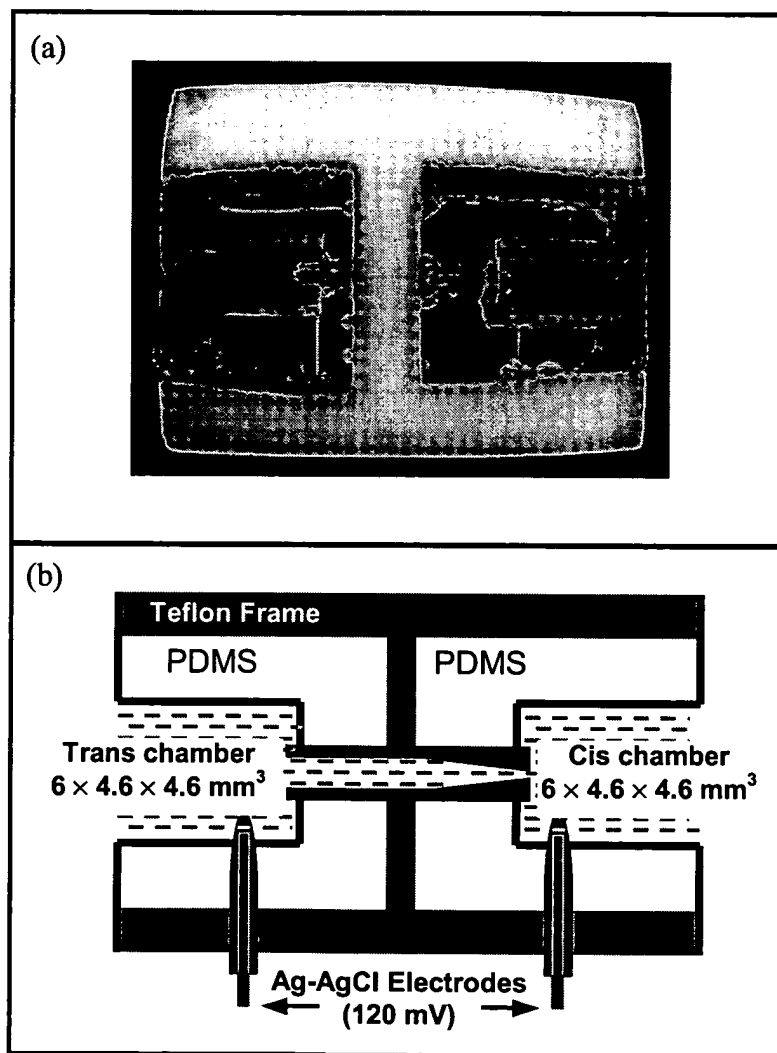 (a)
(b)
Teflon Frame
PDMS
PDMS
Trans chamber
6 × 4.6 × 4.6 mm³
Cis chamber
6 × 4.6 × 4.6 mm³
Ag-AgCl Electrodes
(120 mV)